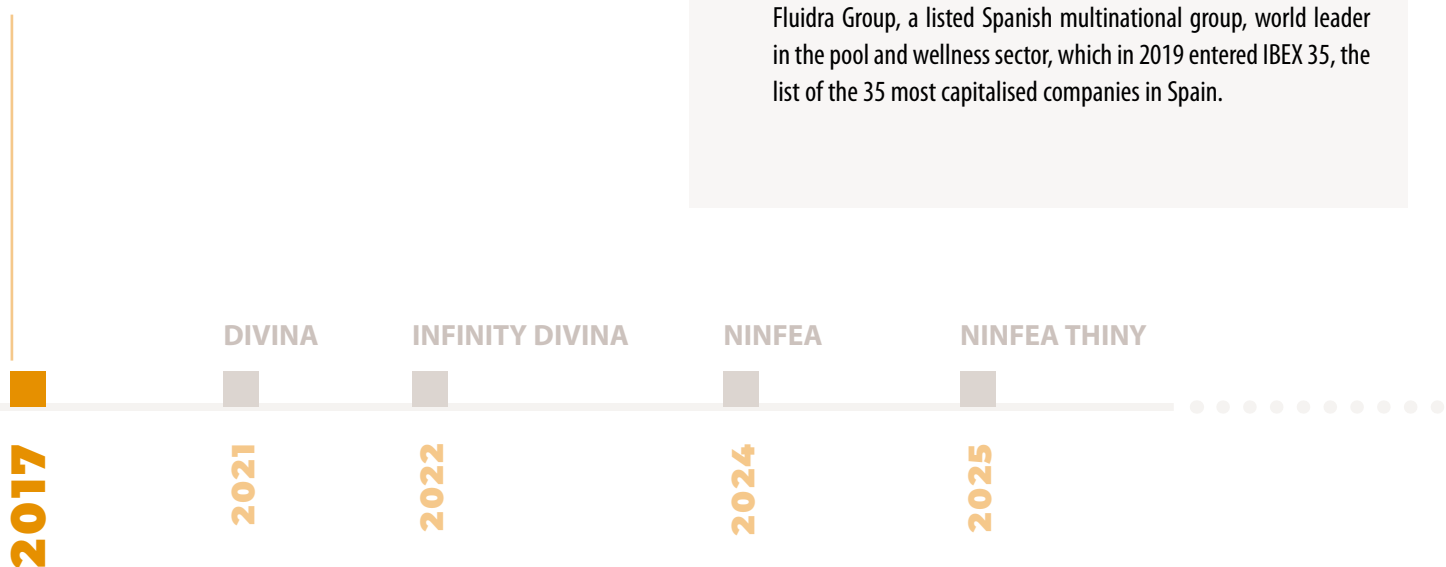 Fluidra Group, a listed Spanish multinational group, world leader
in the pool and wellness sector, which in 2019 entered IBEX 35, the
list of the 35 most capitalised companies in Spain.
DIVINA
INFINITY DIVINA
NINFEA
NINFEA THINY
2017
2021
2022
2024
2025